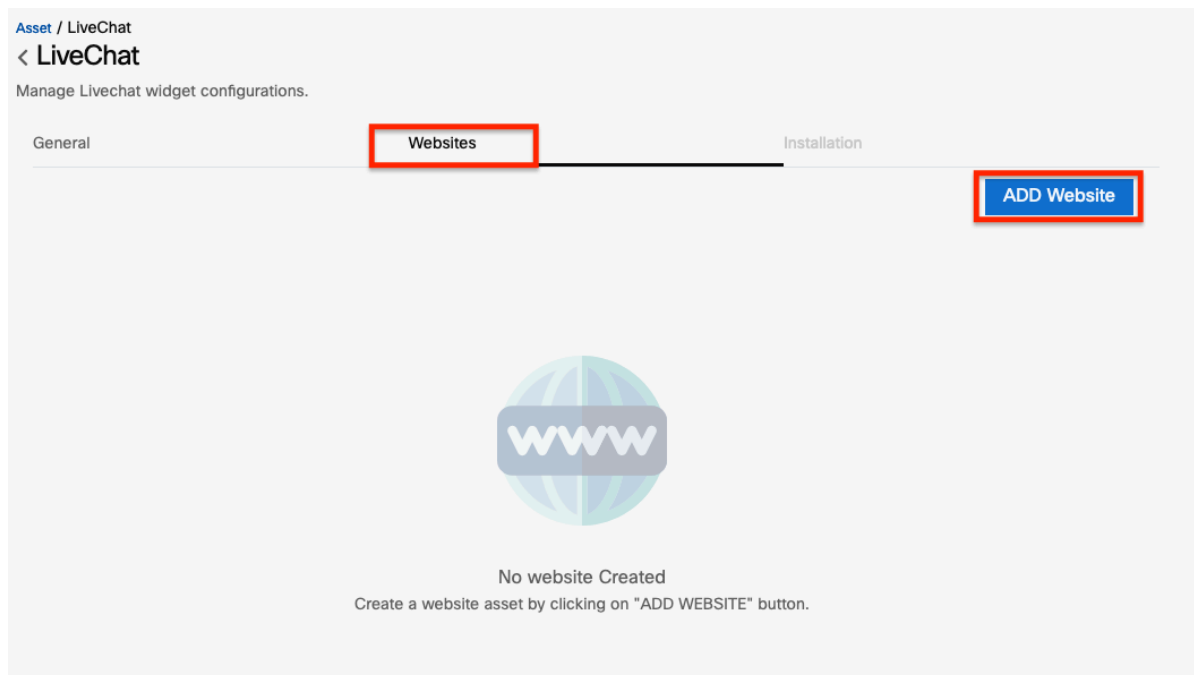 Asset / LiveChat
< LiveChat
Manage Livechat widget configurations.
General Websites Installation
ADD Website
www
No website Created
Create a website asset by clicking on "ADD WEBSITE" button.